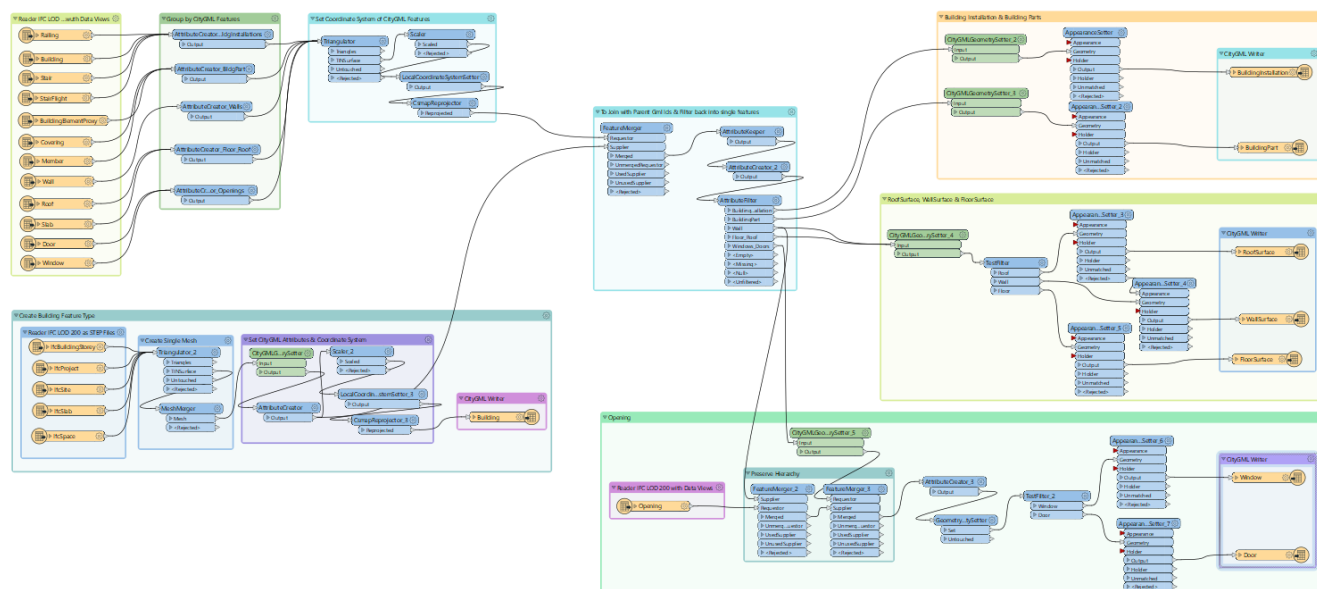 Reader IFC LOD ...wuth Data Views
Railing
Building
Stair
StairFlight
BuildingElementProxy
Covering
Member
Wall
Roof
Slab
Door
Window
Group by CityGML Features
AttributeCreator_...ldgInstallations
Output
AttributeCreator_BldgPart
Output
AttributeCreator_Walls
Output
AttributeCreator_Floor_Roof
Output
AttributeCr...or_Openings
Output
Set Coordinate System of CityGML Features
Triangulator
Triangles
TINSurface
Untouched
<Rejected>
Scaler
Scaled
<Rejected>
LocalCoordinateSystemSetter
Output
CsmapReprojector
Reprojected
To Join with Parent Gml Ids & Filter back into single features
FeatureMerger
Requestor
Supplier
Merged
UnmergedRequestor
UsedSupplier
UnusedSupplier
<Rejected>
AttributeKeeper
Output
AttributeCreator_2
Output
AttributeFilter
Building...allation
BuildingPart
Wall
Floor_Roof
Windows_Doors
<Empty>
<Missing>
<Null>
<Unfiltered>
Building Installation & Building Parts
CityGMLGeometrySetter_2
Input
Output
CityGMLGeometrySetter_3
Input
Output
AppearanceSetter
Appearance
Geometry
Holder
Output
Holder
Unmatched
<Rejected>
Appearan...Setter_2
Appearance
Geometry
Holder
Output
Holder
Unmatched
<Rejected>
CityGML Writer
BuildingInstallation
BuildingPart
RoofSurface, WallSurface & FloorSurface
CityGMLGeo...rySetter_4
Input
Output
TestFilter
Roof
Wall
Floor
Appearan...Setter_3
Appearance
Geometry
Holder
Output
Holder
Unmatched
<Rejected>
Appearan...Setter_4
Appearance
Geometry
Holder
Output
Holder
Unmatched
<Rejected>
Appearan...Setter_5
Appearance
Geometry
Holder
Output
Holder
Unmatched
<Rejected>
CityGML Writer
RoofSurface
WallSurface
FloorSurface
Create Building Feature Type
Reader IFC LOD 200 as STEP Files
IfcBuildingStorey
IfcProject
IfcSite
IfcSlab
IfcSpace
Create Single Mesh
Triangulator_2
Triangles
TINSurface
Untouched
<Rejected>
MeshMerger
Mesh
<Rejected>
Set CityGML Attributes & Coordinate System
CityGMLG...rySetter
Input
Output
AttributeCreator
Output
Scaler_2
Scaled
<Rejected>
LocalCoordin...stemSetter_3
Output
CsmapReprojector_3
Reprojected
CityGML Writer
Building
Opening
Reader IFC LOD 200 with Data Views
Opening
CityGMLGeo...rySetter_5
Input
Output
Preserve Hierarchy
FeatureMerger_2
Supplier
Requestor
Merged
Unmerg...uestor
UsedSupplier
UnusedSupplier
<Rejected>
FeatureMerger_3
Requestor
Supplier
Merged
Unmerg...uestor
UsedSupplier
UnusedSupplier
<Rejected>
AttributeCreator_3
Output
Geometry...tySetter
Set
Untouched
TestFilter_2
Window
Door
Appearan...Setter_6
Appearance
Geometry
Holder
Output
Holder
Unmatched
<Rejected>
Appearan...Setter_7
Appearance
Geometry
Holder
Output
Holder
Unmatched
<Rejected>
CityGML Writer
Window
Door